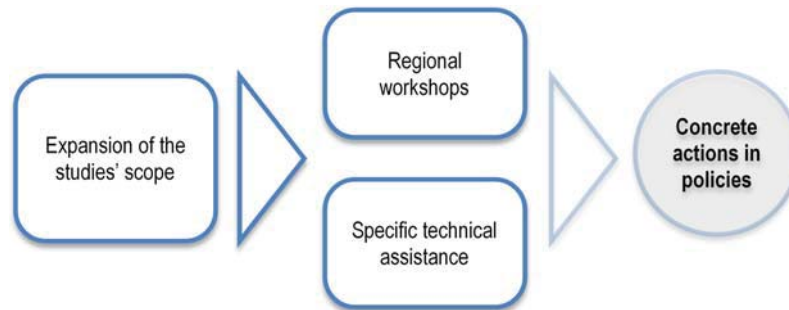 Expansion of the
studies' scope
Regional
workshops
Specific technical
assistance
Concrete
actions in
policies